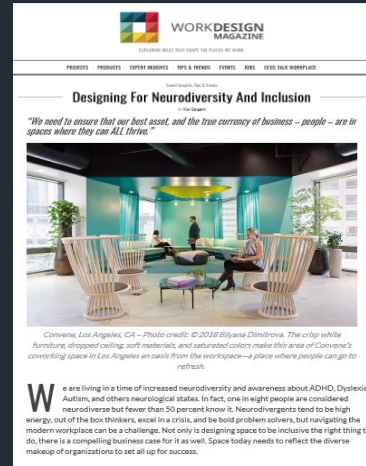 WORKDESIGN
MAGAZINE
EXPLORING IDEAS THAT SHAPE THE PLACES WE WORK
PROJECTS PRODUCTS EXPERT INSIGHTS TIPS & TRENDS EVENTS JOBS CEOS TALK WORKPLACE
Expert Insights, Tips & Trends
Designing For Neurodiversity And Inclusion
by Kay Sargent
"We need to ensure that our best asset, and the true currency of business – people – are in
spaces where they can ALL thrive."
Convene, Los Angeles, CA – Photo credit: © 2018 Bilyana Dimitrova. The crisp white
furniture, dropped ceiling, soft materials, and saturated colors make this area of Convene's
coworking space in Los Angeles an oasis from the workspace—a place where people can go to
refresh.
We are living in a time of increased neurodiversity and awareness about ADHD, Dyslexia
Autism, and others neurological states. In fact, one in eight people are considered
neurodiverse but fewer than 50 percent know it. Neurodivergents tend to be high
energy, out of the box thinkers, excel in a crisis, and be bold problem solvers, but navigating the
modern workplace can be a challenge. Not only is designing space to be inclusive the right thing t
do, there is a compelling business case for it as well. Space today needs to reflect the diverse
makeup of organizations to set all up for success.